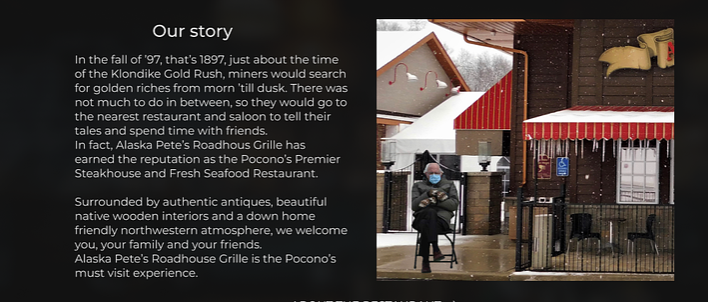 Our story
In the fall of '97, that's 1897, just about the time
of the Klondike Gold Rush, miners would search
for golden riches from morn 'till dusk. There was
not much to do in between, so they would go to
the nearest restaurant and saloon to tell their
tales and spend time with friends.
In fact, Alaska Pete's Roadhous Grille has
earned the reputation as the Pocono's Premier
Steakhouse and Fresh Seafood Restaurant.
Surrounded by authentic antiques, beautiful
native wooden interiors and a down home
friendly northwestern atmosphere, we welcome
you, your family and your friends.
Alaska Pete's Roadhouse Grille is the Pocono's
must visit experience.